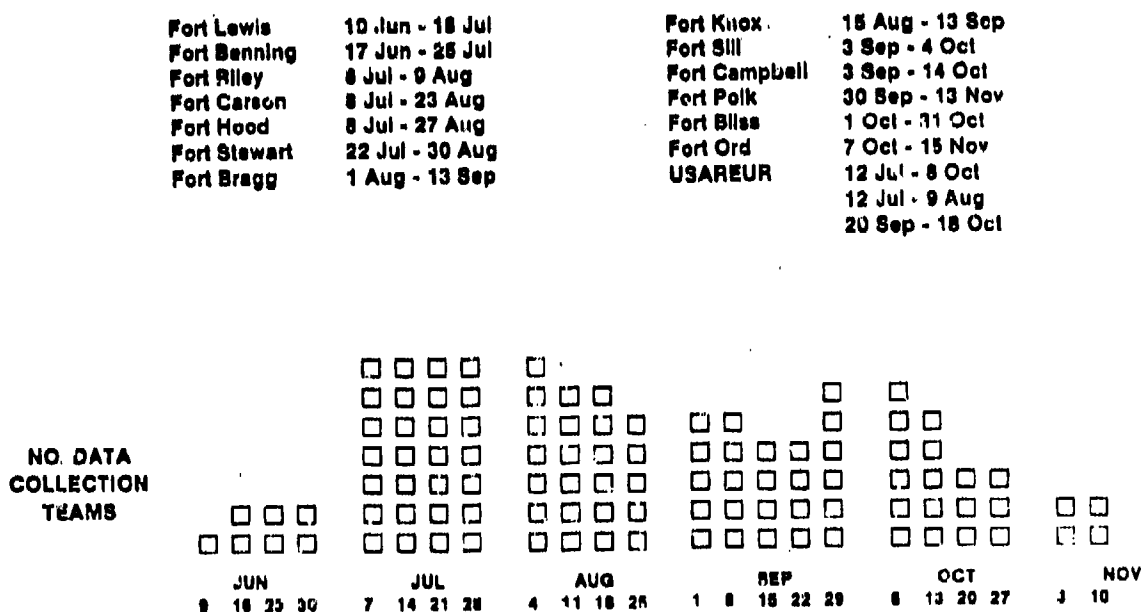 Fort Lewis 10 Jun - 18 Jul
Fort Benning 17 Jun - 25 Jul
Fort Riley 8 Jul - 9 Aug
Fort Carson 8 Jul - 23 Aug
Fort Hood 8 Jul - 27 Aug
Fort Stewart 22 Jul - 30 Aug
Fort Bragg 1 Aug - 13 Sep
Fort Knox 15 Aug - 13 Sep
Fort Sill 3 Sep - 4 Oct
Fort Campbell 3 Sep - 14 Oct
Fort Polk 30 Sep - 13 Nov
Fort Bliss 1 Oct - 31 Oct
Fort Ord 7 Oct - 15 Nov
USAREUR 12 Jul - 8 Oct
12 Jul - 9 Aug
20 Sep - 18 Oct
NO. DATA
COLLECTION
TEAMS
JUN JUL AUG SEP OCT NOV
9 16 23 30 7 14 21 28 4 11 18 25 1 8 15 22 29 6 13 20 27 3 10